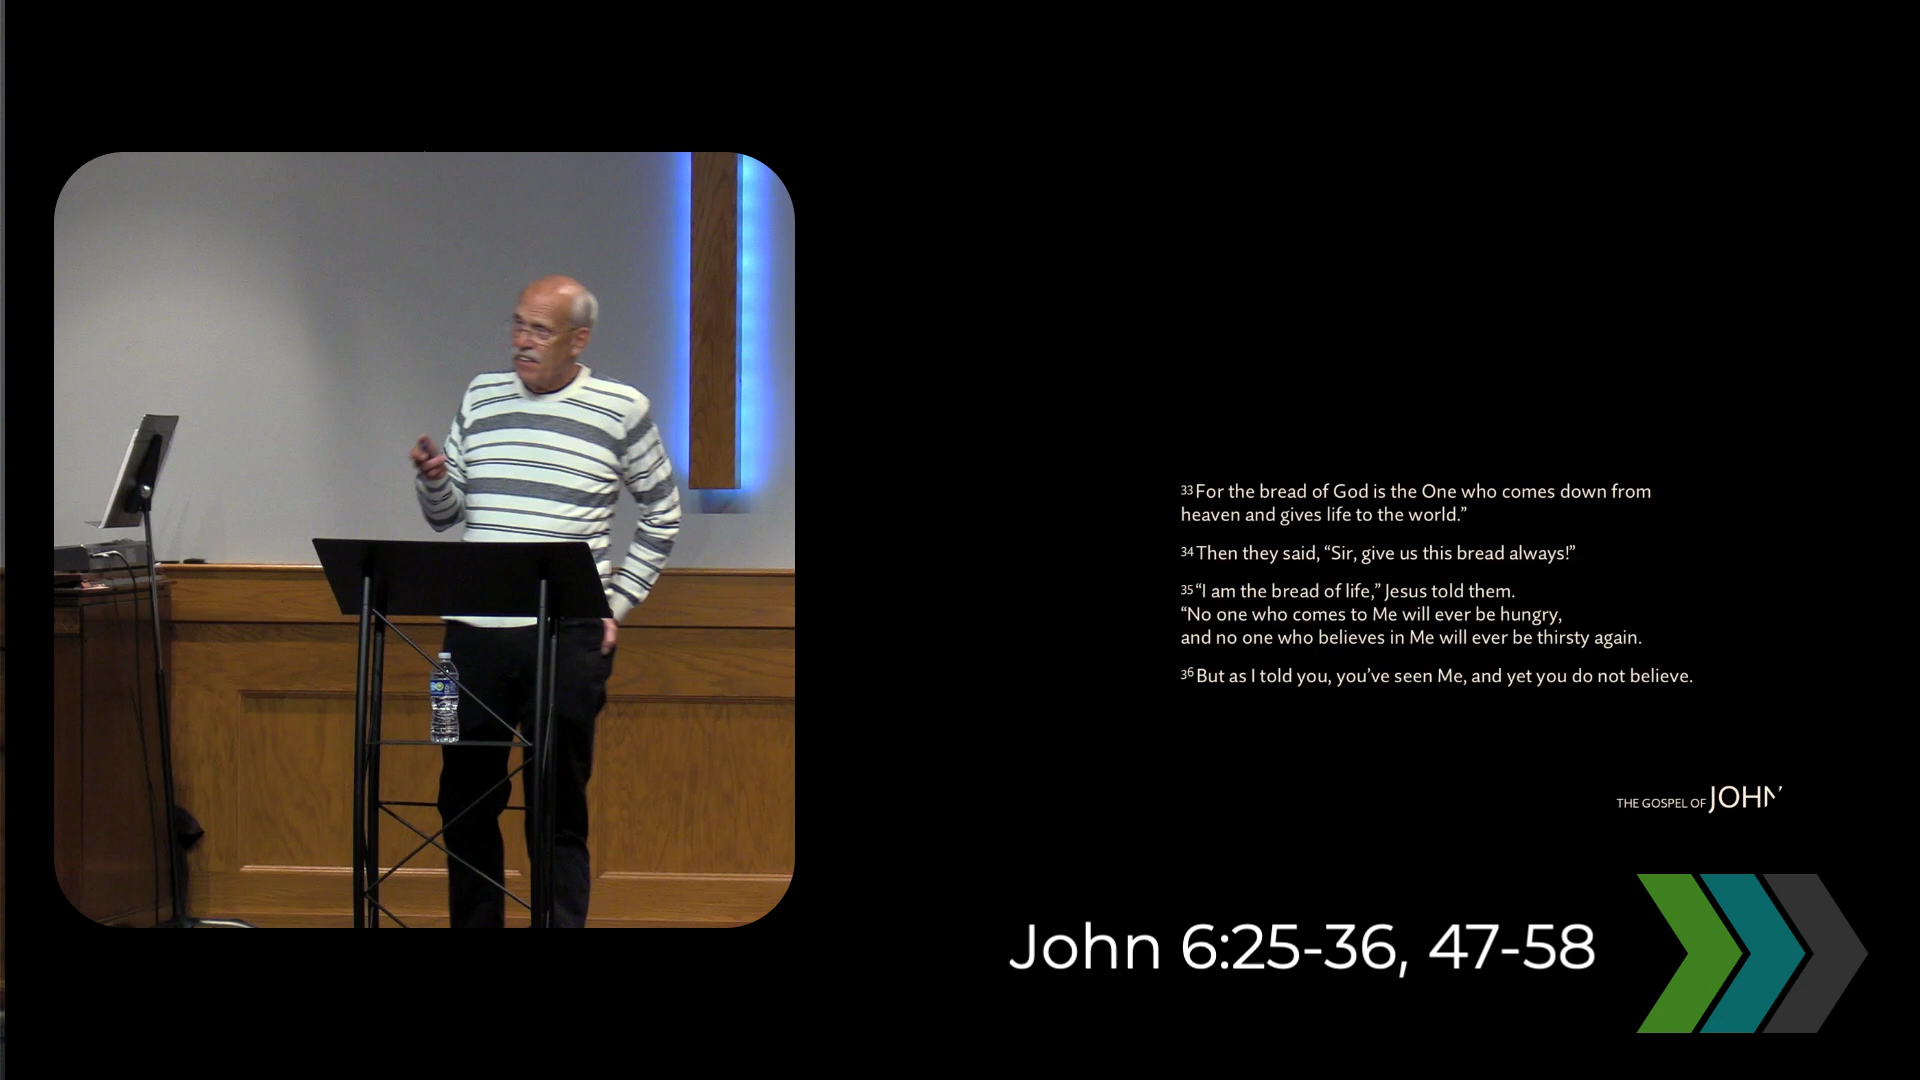 33 For the bread of God is the One who comes down from
heaven and gives life to the world.”
34 Then they said, “Sir, give us this bread always!”
35 “I am the bread of life,” Jesus told them.
“No one who comes to Me will ever be hungry,
and no one who believes in Me will ever be thirsty again.
36 But as I told you, you’ve seen Me, and yet you do not believe.
THE GOSPEL OF JOHN
John 6:25-36, 47-58